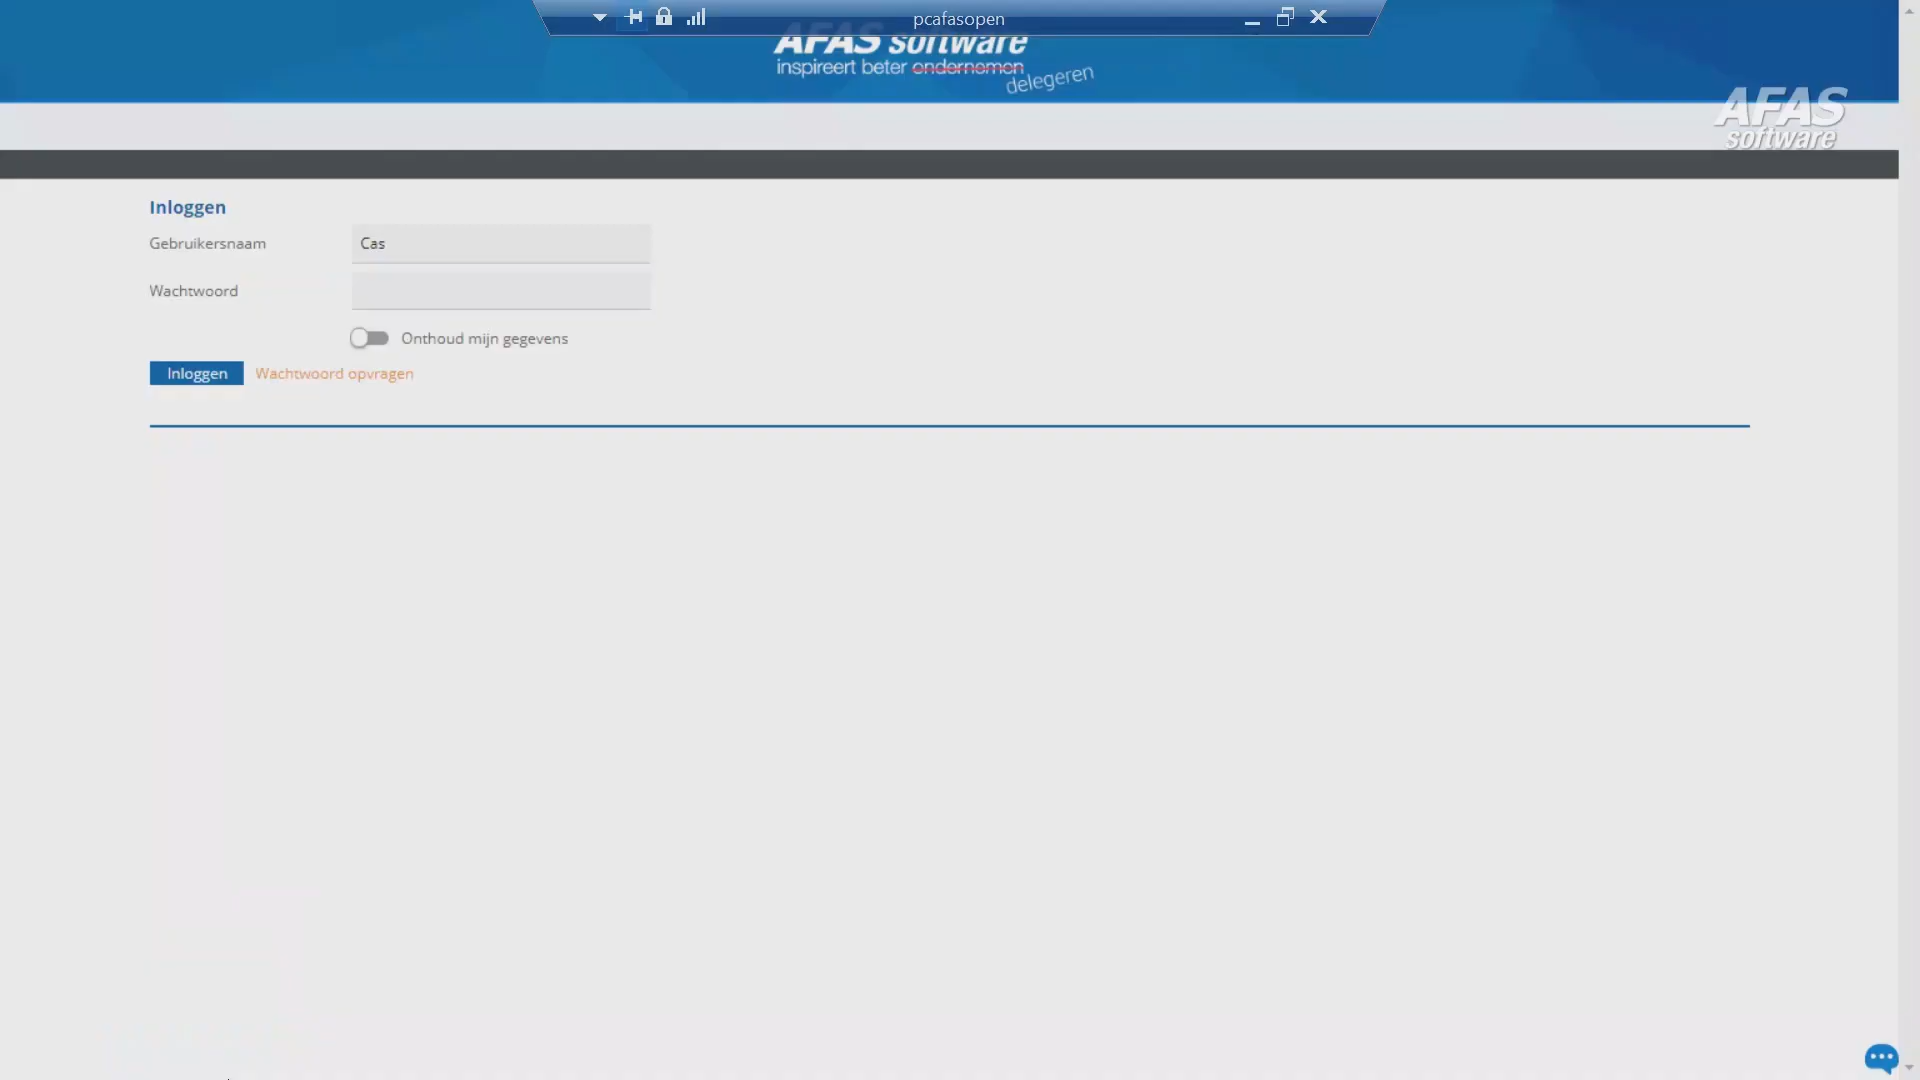 pcafasopen
AFAS software
inspireert beter ondernemen
delegeren
AFAS
software
Inloggen
Gebruikersnaam
Cas
Wachtwoord
Onthoud mijn gegevens
Inloggen
Wachtwoord opvragen